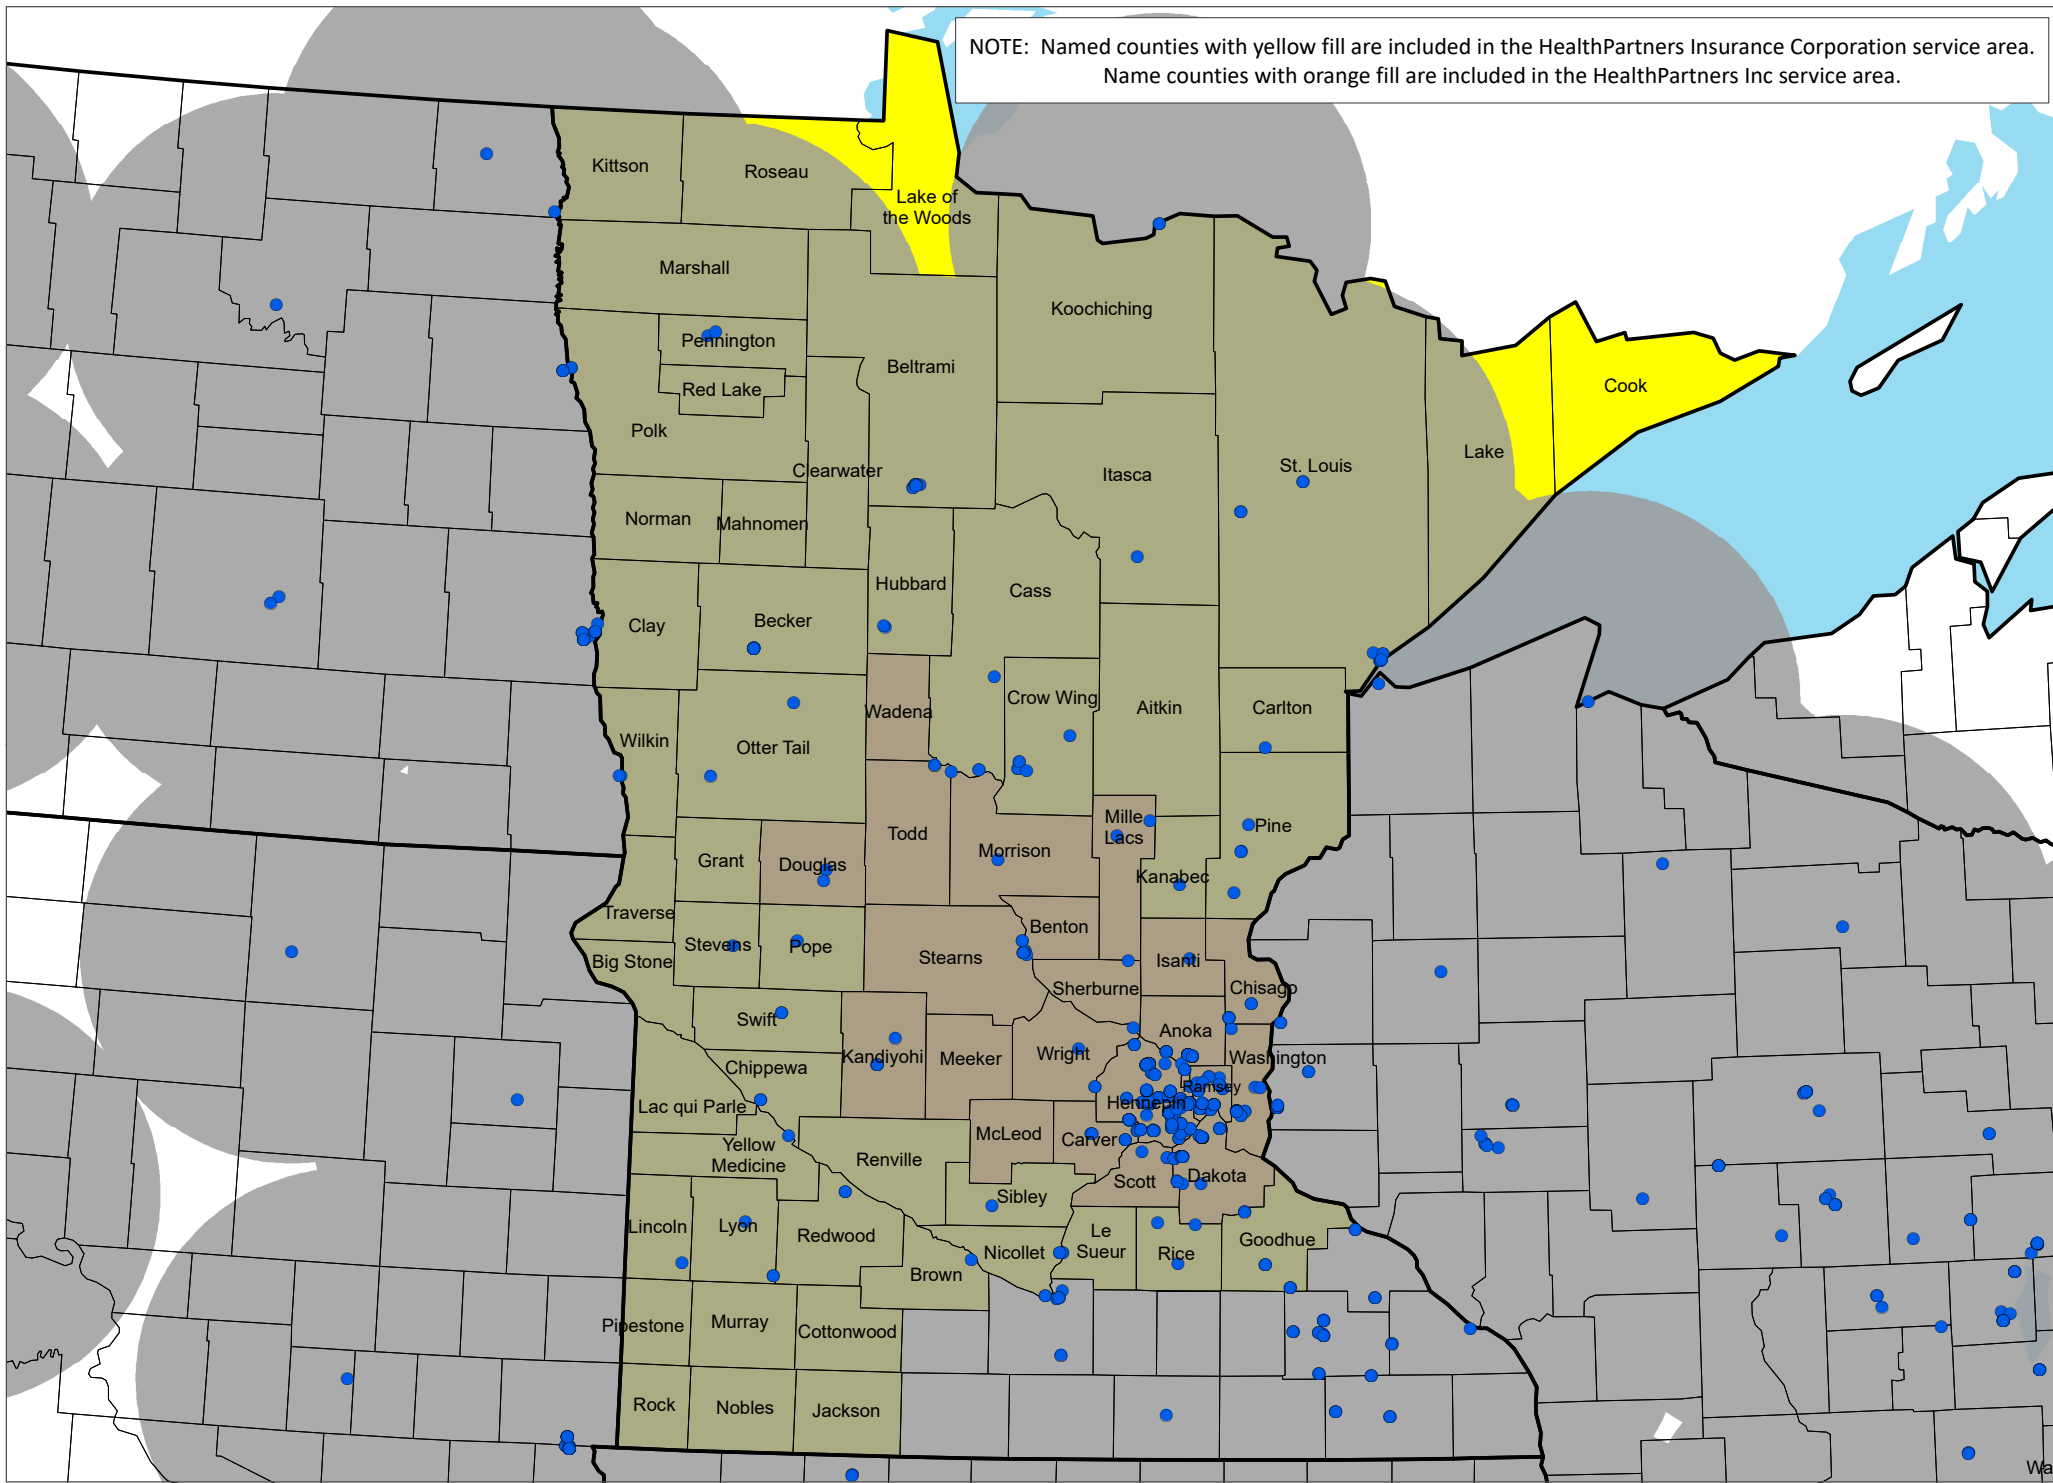 NOTE:  Named counties with yellow fill are included in the HealthPartners Insurance Corporation service area.
Name counties with orange fill are included in the HealthPartners Inc service area.
Kittson
Roseau
Lake of
the Woods
Marshall
Koochiching
Pennington
Beltrami
Cook
Red Lake
Polk
Lake
Clearwater
St. Louis
Itasca
Norman
Mahnomen
Hubbard
Cass
Clay
Becker
Crow Wing
Wadena
Aitkin
Carlton
Wilkin
Otter Tail
Mille
Lacs
Pine
Todd
Morrison
Grant
Douglas
Kanabec
Traverse
Benton
Stevens
Pope
Stearns
Big Stone
Isanti
Sherburne
Chisago
Swift
Anoka
Kandiyohi
Meeker
Wright
Washington
Chippewa
Ramsey
Hennepin
Lac qui Parle
McLeod
Carver
Yellow
Medicine
Renville
Scott
Dakota
Sibley
Lincoln
Lyon
Redwood
Le
Sueur
Nicollet
Rice
Goodhue
Brown
Pipestone
Murray
Cottonwood
Rock
Nobles
Jackson
Wa